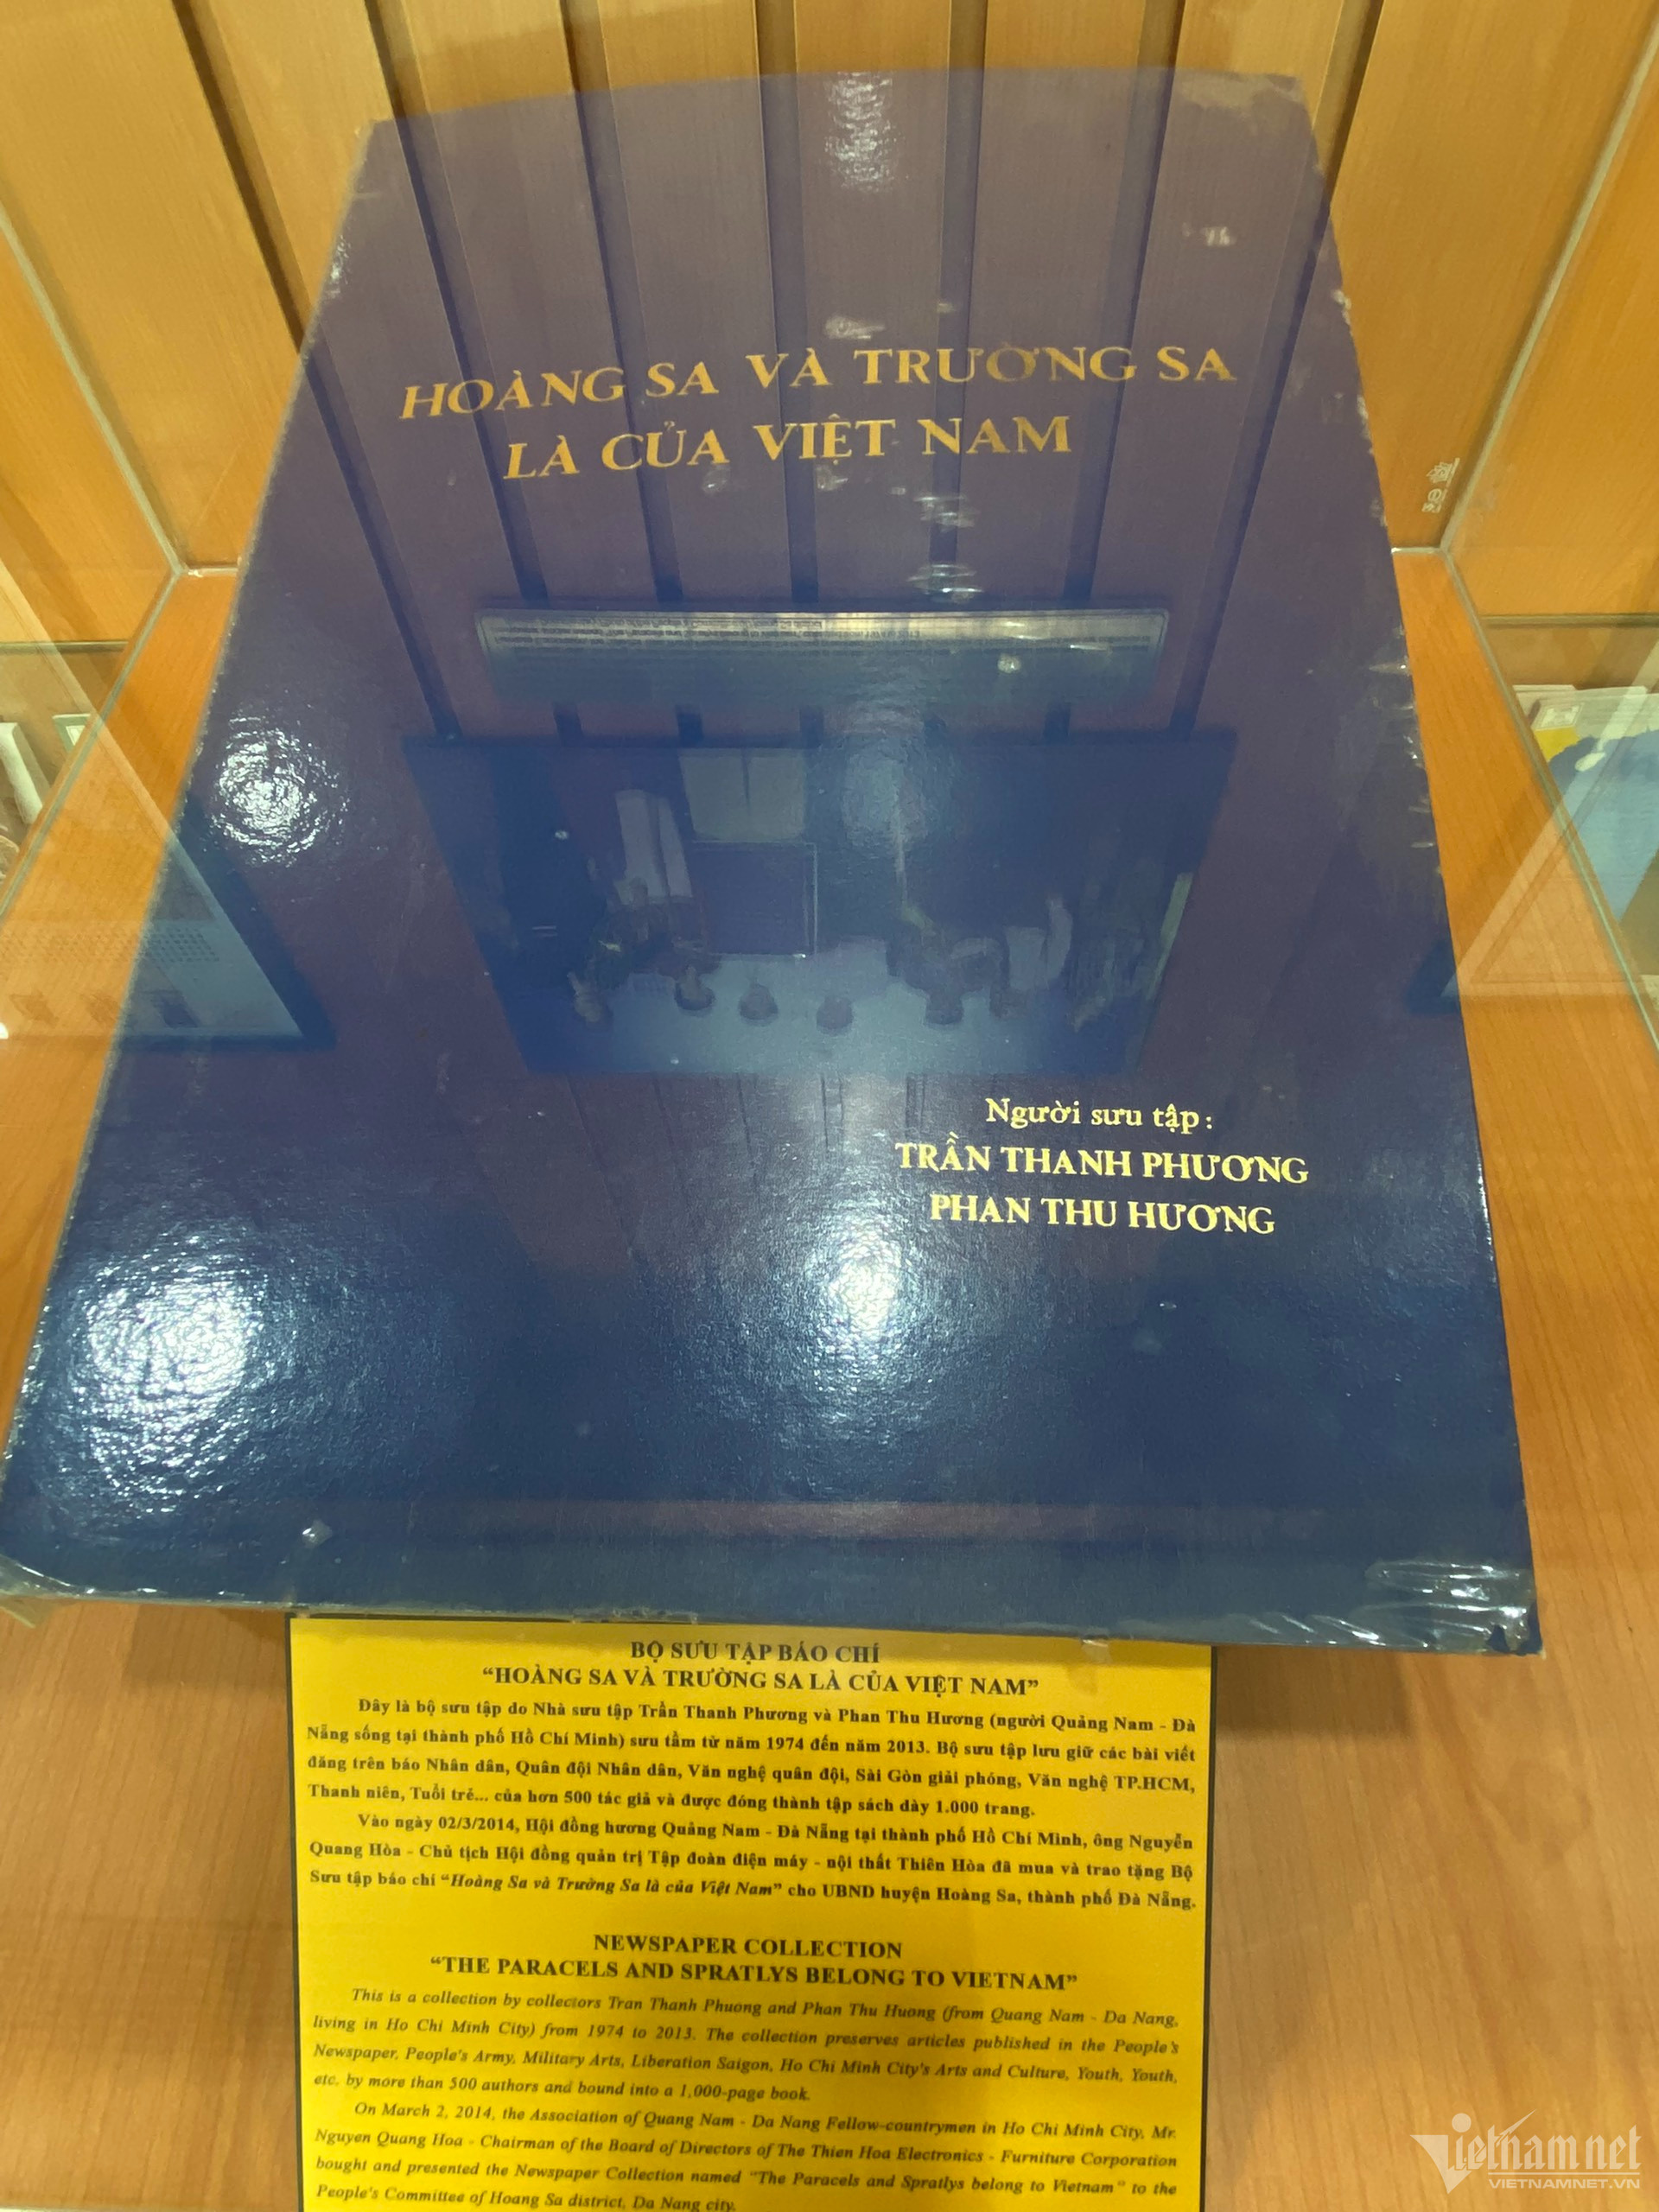 HOÀNG SA VÀ TRƯỜNG SA
LÀ CỦA VIỆT NAM
Người sưu tập:
TRẦN THANH PHƯƠNG
PHAN THU HƯƠNG
BỘ SƯU TẬP BÁO CHÍ
“HOÀNG SA VÀ TRƯỜNG SA LÀ CỦA VIỆT NAM”
Đây là bộ sưu tập do Nhà sưu tập Trần Thanh Phương và Phan Thu Hương (người Quảng Nam - Đà
Nẵng sống tại thành phố Hồ Chí Minh) sưu tầm từ năm 1974 đến năm 2013. Bộ sưu tập lưu giữ các bài viết
đăng trên báo Nhân dân, Quân đội Nhân dân, Văn nghệ quân đội, Sài Gòn giải phóng, Văn nghệ TP.HCM,
Thanh niên, Tuổi trẻ... của hơn 500 tác giả và được đóng thành tập sách dày 1.000 trang.
Vào ngày 02/3/2014, Hội đồng hương Quảng Nam - Đà Nẵng tại thành phố Hồ Chí Minh, ông Nguyễn
Quang Hòa - Chủ tịch Hội đồng quản trị Tập đoàn điện máy - nội thất Thiên Hòa đã mua và trao tặng Bộ
Sưu tập báo chí “Hoàng Sa và Trường Sa là của Việt Nam” cho UBND huyện Hoàng Sa, thành phố Đà Nẵng.
NEWSPAPER COLLECTION
“THE PARACELS AND SPRATLYS BELONG TO VIETNAM”
This is a collection by collectors Tran Thanh Phuong and Phan Thu Huong (from Quang Nam - Da Nang,
living in Ho Chi Minh City) from 1974 to 2013. The collection preserves articles published in the People's
Newspaper, People's Army, Military Arts, Liberation Saigon, Ho Chi Minh City's Arts and Culture, Youth, Youth,
etc. by more than 500 authors and bound into a 1,000-page book.
On March 2, 2014, the Association of Quang Nam - Da Nang Fellow-countrymen in Ho Chi Minh City, Mr.
Nguyen Quang Hoa - Chairman of the Board of Directors of The Thien Hoa Electronics - Furniture Corporation
bought and presented the Newspaper Collection named “The Paracels and Spratlys belong to Vietnam” to the
People's Committee of Hoang Sa district, Da Nang city.
Vietnamnet
VIETNAMNET.VN